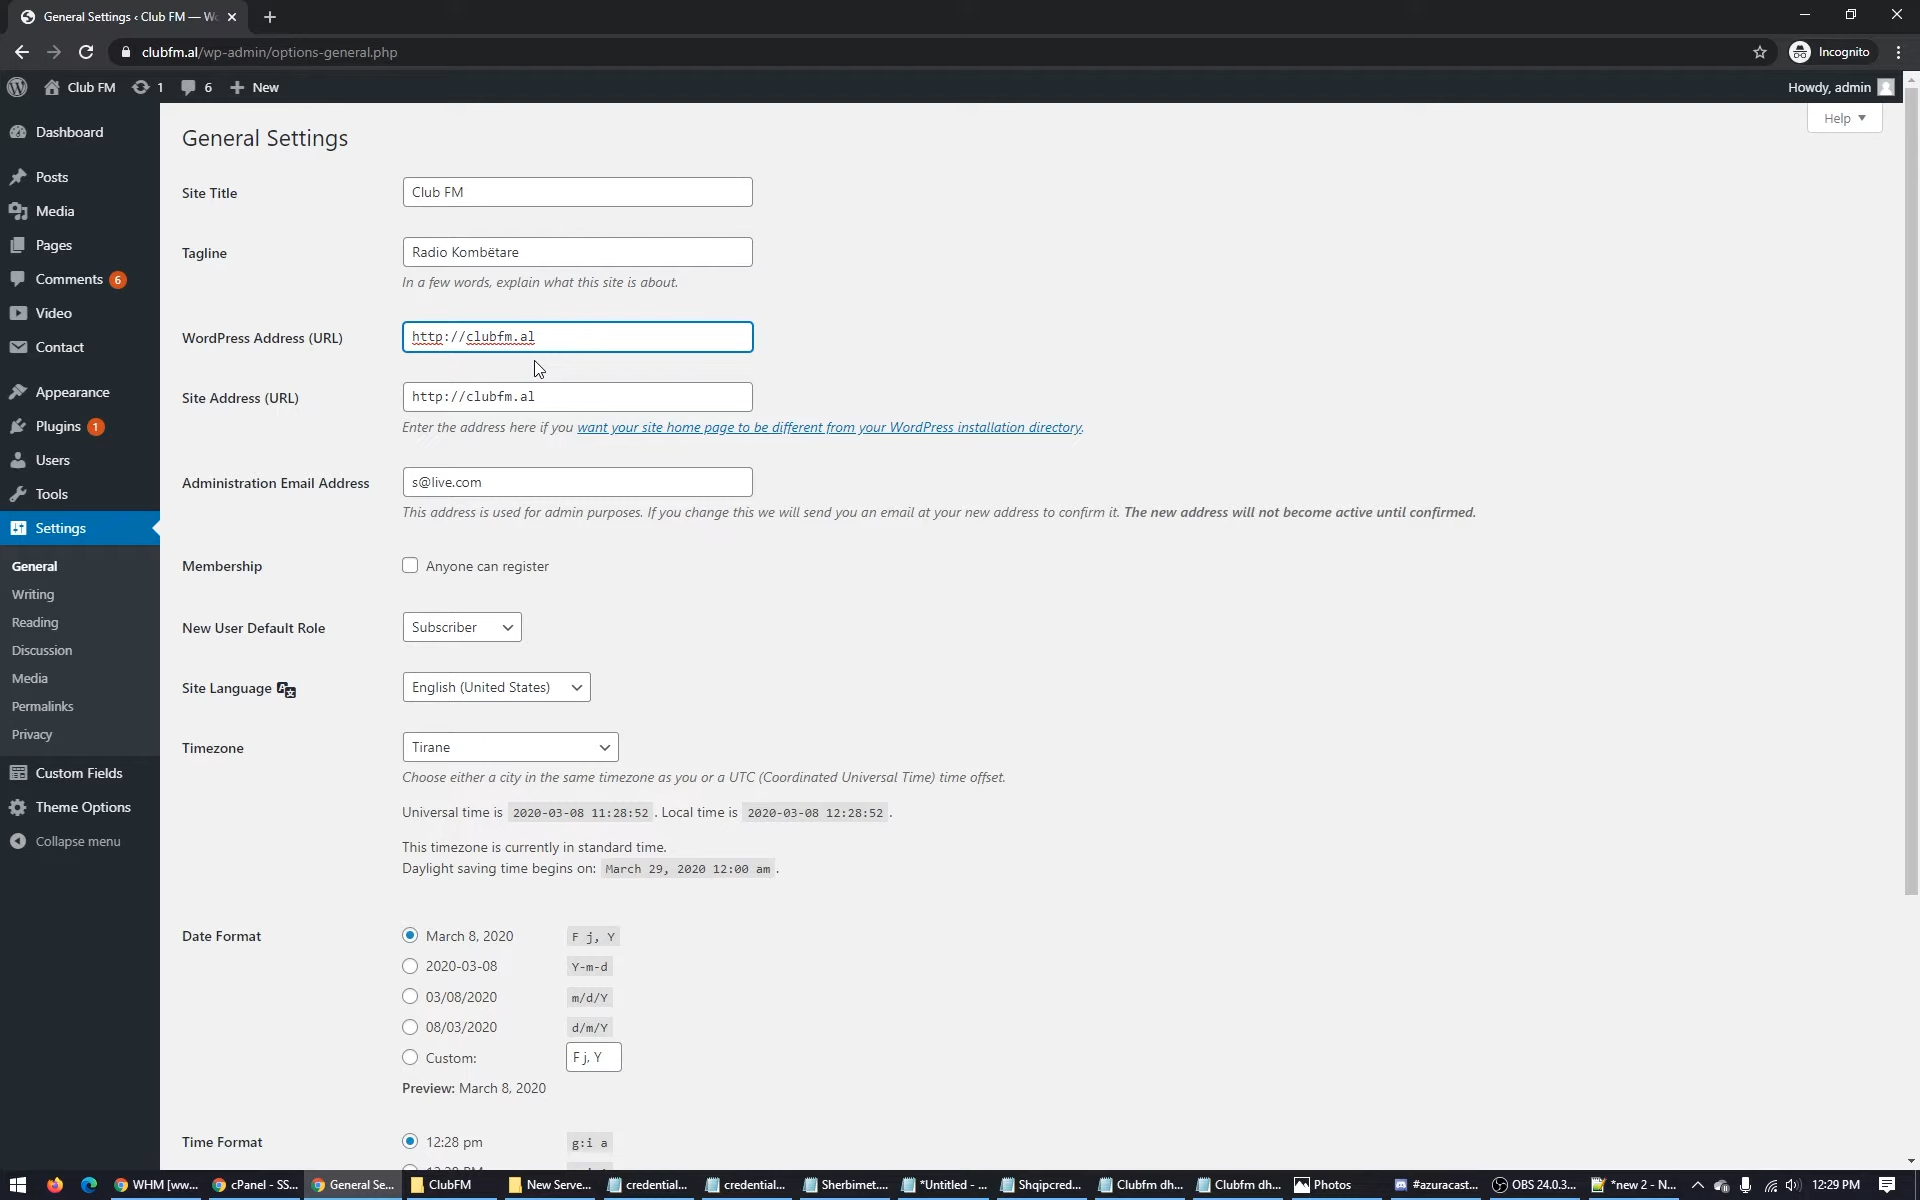 General Settings ‹ Club FM — Wo
clubfm.al/wp-admin/options-general.php
Incognito
Club FM 1 6 New
Howdy, admin
Help
Dashboard
Posts
Media
Pages
Comments 6
Video
Contact
Appearance
Plugins 1
Users
Tools
Settings
General
Writing
Reading
Discussion
Media
Permalinks
Privacy
Custom Fields
Theme Options
Collapse menu
General Settings
Site Title Club FM
Tagline Radio Kombëtare
In a few words, explain what this site is about.
WordPress Address (URL) http://clubfm.al
Site Address (URL) http://clubfm.al
Enter the address here if you want your site home page to be different from your WordPress installation directory.
Administration Email Address s@live.com
This address is used for admin purposes. If you change this we will send you an email at your new address to confirm it. The new address will not become active until confirmed.
Membership Anyone can register
New User Default Role Subscriber
Site Language English (United States)
Timezone Tirane
Choose either a city in the same timezone as you or a UTC (Coordinated Universal Time) time offset.
Universal time is 2020-03-08 11:28:52 . Local time is 2020-03-08 12:28:52 .
This timezone is currently in standard time.
Daylight saving time begins on: March 29, 2020 12:00 am .
Date Format March 8, 2020 F j, Y
2020-03-08 Y-m-d
03/08/2020 m/d/Y
08/03/2020 d/m/Y
Custom: F j, Y
Preview: March 8, 2020
Time Format 12:28 pm g:i a
WHM [ww... cPanel - SS... General Se... ClubFM New Serve... credential... credential... Sherbimet.... *Untitled - ... Shqipcred... Clubfm dh... Clubfm dh... Photos #azuracast... OBS 24.0.3... *new 2 - N... 12:29 PM